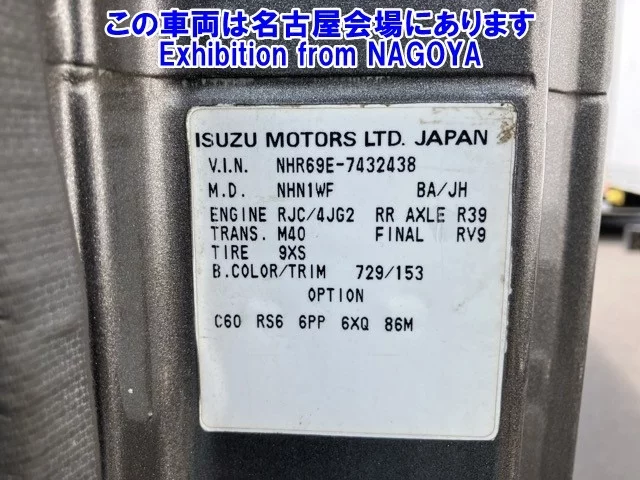 この車両は名古屋会場にあります
Exhibition from NAGOYA
ISUZU MOTORS LTD. JAPAN
V.I.N. NHR69E-7432438
M.D. NHN1WF BA/JH
ENGINE RJC/4JG2 RR AXLE R39
TRANS. M40 FINAL RV9
TIRE 9XS
B.COLOR/TRIM 729/153
OPTION
C60 RS6 6PP 6XQ 86M